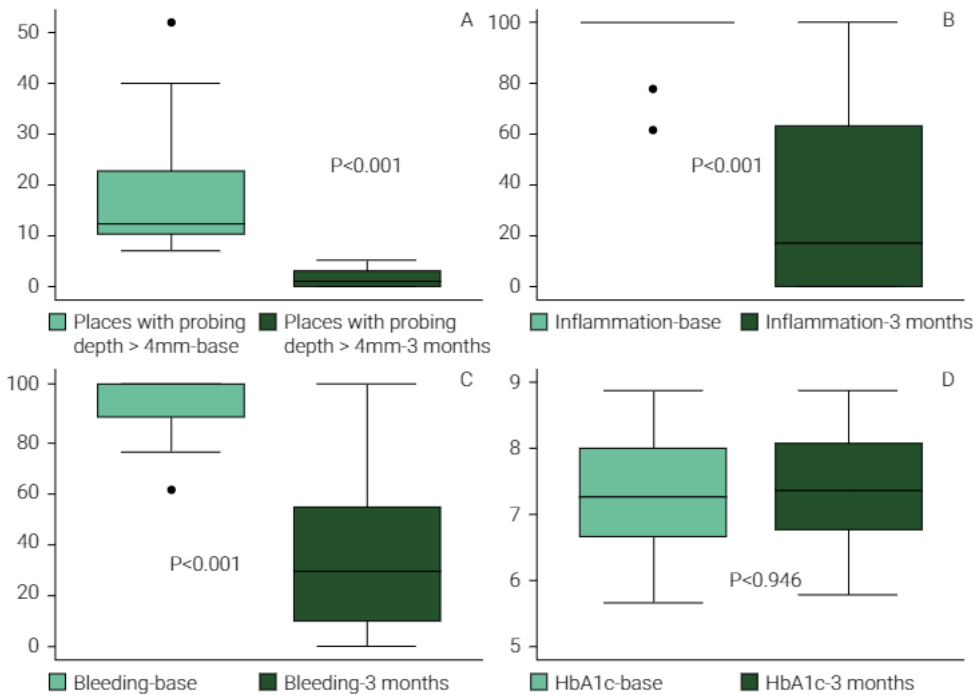 A
50
40
30
20
10
0
P<0.001
Places with probing
depth > 4mm-base
Places with probing
depth > 4mm-3 months
B
100
80
60
40
20
0
P<0.001
Inflammation-base
Inflammation-3 months
C
100
80
60
40
20
0
P<0.001
Bleeding-base
Bleeding-3 months
D
9
8
7
6
5
P<0.946
HbA1c-base
HbA1c-3 months